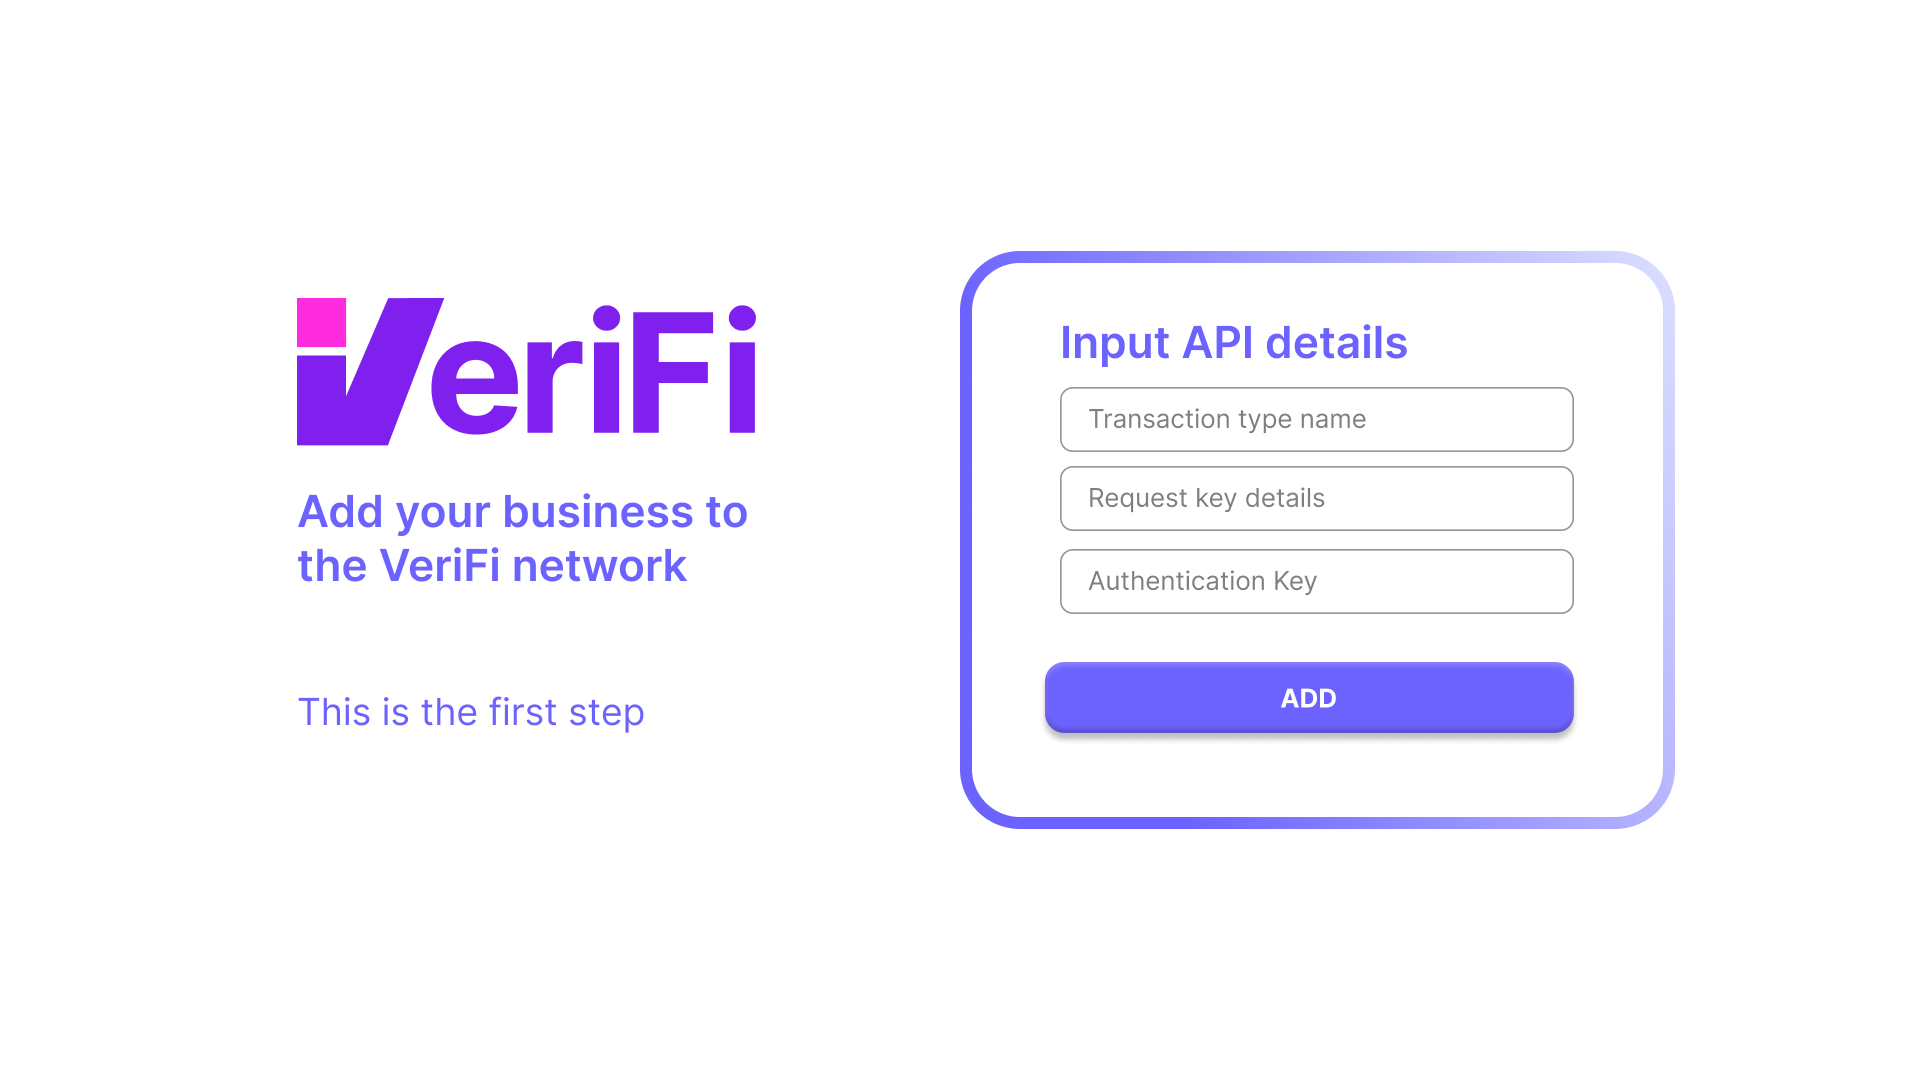 VeriFi
Add your business to
the VeriFi network
This is the first step
Input API details
Transaction type name
Request key details
Authentication Key
ADD